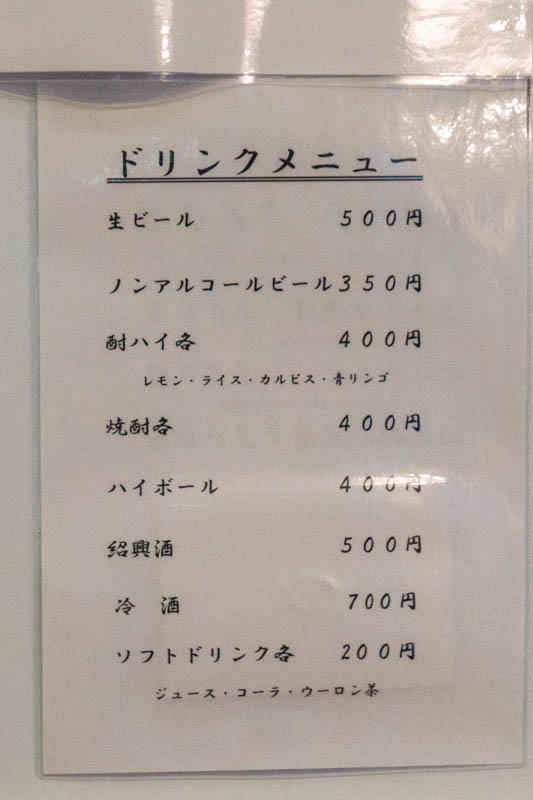 ドリンクメニュー
生ビール 500円
ノンアルコールビール 350円
酎ハイ各 400円
レモン・ライス・カルビス・青リンゴ
焼酎各 400円
ハイボール 400円
紹興酒 500円
冷 酒 700円
ソフトドリンク各 200円
ジュース・コーラ・ウーロン茶